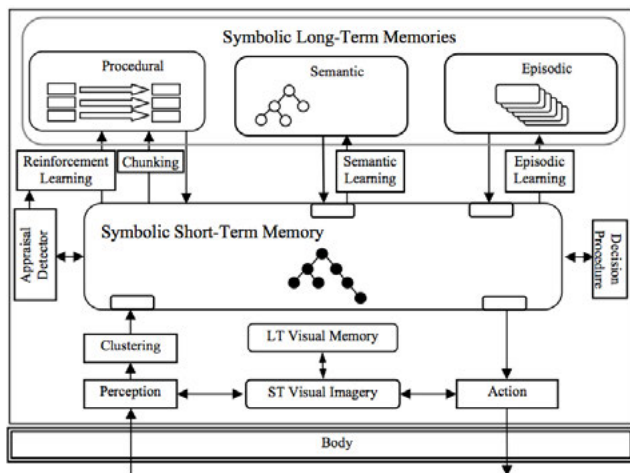 Symbolic Long-Term Memories
Procedural
Semantic
Episodic
Reinforcement
Learning
Chunking
Semantic
Learning
Episodic
Learning
Symbolic Short-Term Memory
Appraisal
Detector
Decision
Procedure
Clustering
LT Visual Memory
Perception
ST Visual Imagery
Action
Body